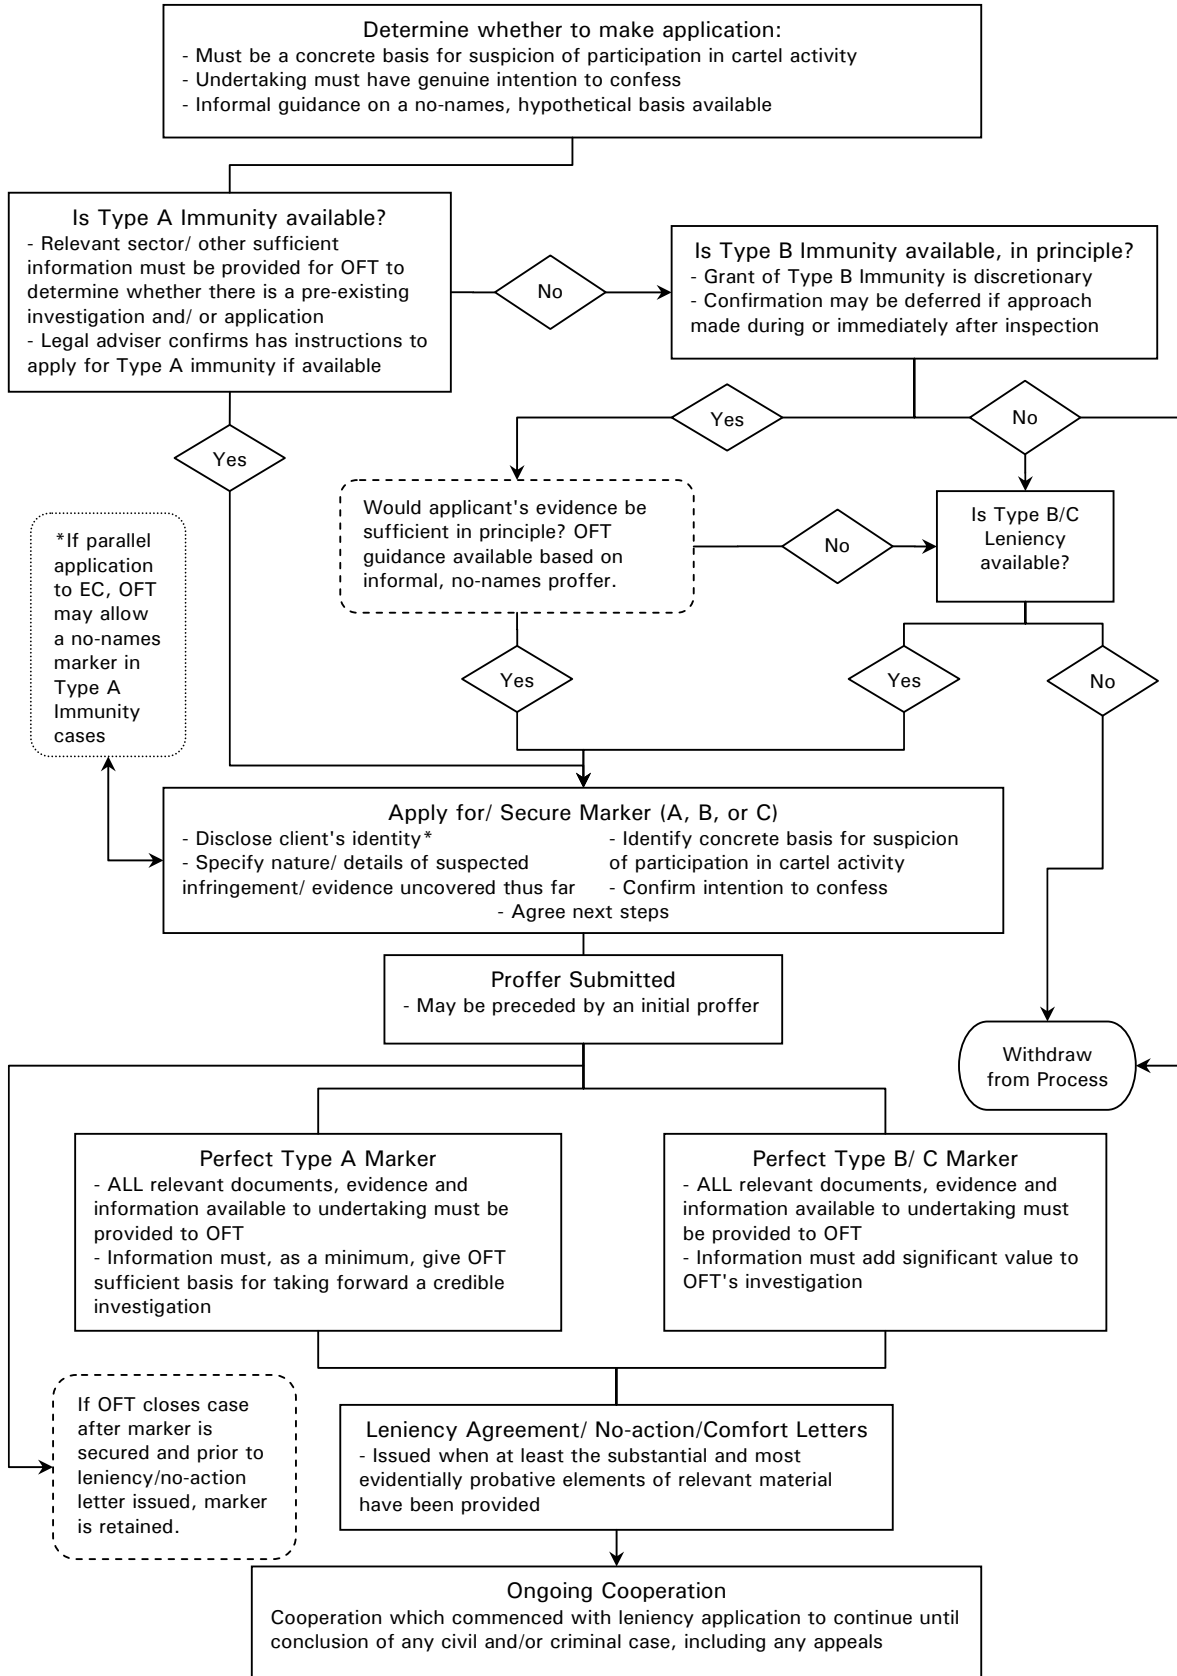 Determine whether to make application:
- Must be a concrete basis for suspicion of participation in cartel activity
- Undertaking must have genuine intention to confess
- Informal guidance on a no-names, hypothetical basis available
Is Type A Immunity available?
- Relevant sector/ other sufficient
information must be provided for OFT to
determine whether there is a pre-existing
investigation and/ or application
- Legal adviser confirms has instructions to
apply for Type A immunity if available
No
Is Type B Immunity available, in principle?
- Grant of Type B Immunity is discretionary
- Confirmation may be deferred if approach
made during or immediately after inspection
Yes
No
Yes
Would applicant's evidence be
sufficient in principle? OFT
guidance available based on
informal, no-names proffer.
No
Is Type B/C
Leniency
available?
*If parallel
application
to EC, OFT
may allow
a no-names
marker in
Type A
Immunity
cases
Yes
Yes
No
Apply for/ Secure Marker (A, B, or C)
- Disclose client's identity*
- Specify nature/ details of suspected
infringement/ evidence uncovered thus far
- Identify concrete basis for suspicion
of participation in cartel activity
- Confirm intention to confess
- Agree next steps
Proffer Submitted
- May be preceded by an initial proffer
Withdraw
from Process
Perfect Type A Marker
- ALL relevant documents, evidence and
information available to undertaking must be
provided to OFT
- Information must, as a minimum, give OFT
sufficient basis for taking forward a credible
investigation
Perfect Type B/ C Marker
- ALL relevant documents, evidence and
information available to undertaking must
be provided to OFT
- Information must add significant value to
OFT's investigation
If OFT closes case
after marker is
secured and prior to
leniency/no-action
letter issued, marker
is retained.
Leniency Agreement/ No-action/Comfort Letters
- Issued when at least the substantial and most
evidentially probative elements of relevant material
have been provided
Ongoing Cooperation
Cooperation which commenced with leniency application to continue until
conclusion of any civil and/or criminal case, including any appeals